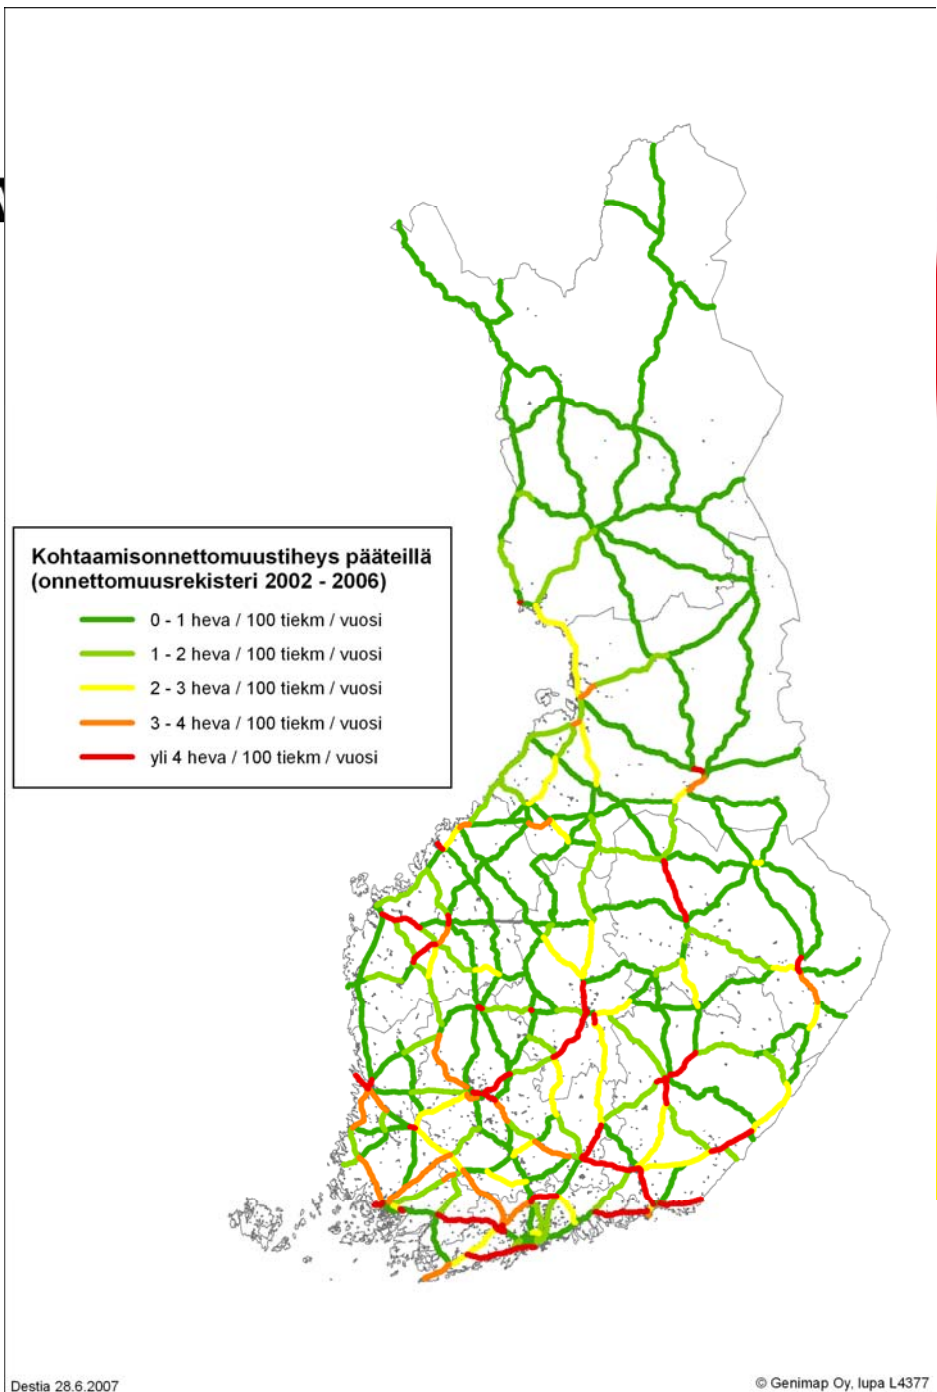 Kohtaamisonnettomuustiheys pääteillä
(onnettomuusrekisteri 2002 - 2006)
0 - 1 heva / 100 tiekm / vuosi
1 - 2 heva / 100 tiekm / vuosi
2 - 3 heva / 100 tiekm / vuosi
3 - 4 heva / 100 tiekm / vuosi
yli 4 heva / 100 tiekm / vuosi
Destia 28.6.2007
© Genimap Oy, lupa L4377